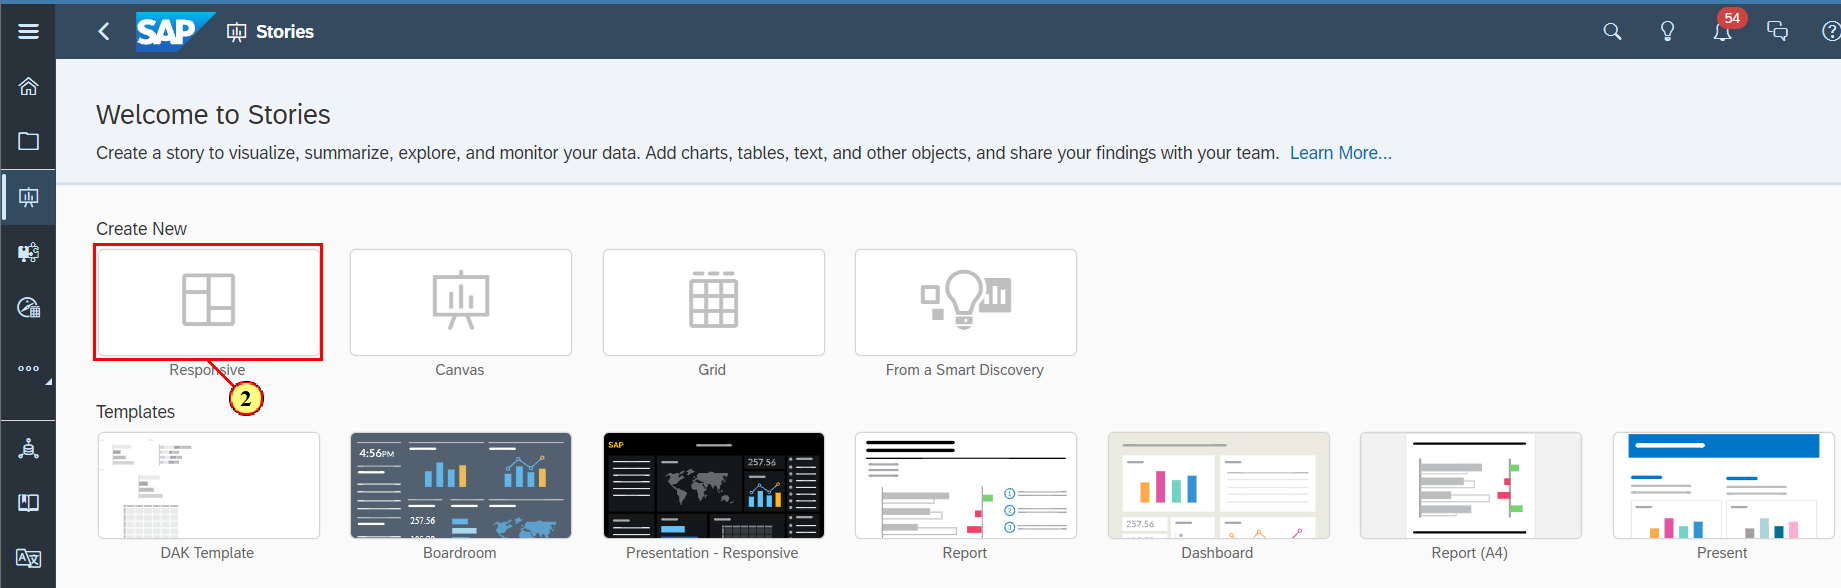 SAP Stories
54
Welcome to Stories
Create a story to visualize, summarize, explore, and monitor your data. Add charts, tables, text, and other objects, and share your findings with your team. Learn More...
Create New
Responsive Canvas Grid From a Smart Discovery
2
Templates
4:56PM
257.56
SAP
257.56
1
2
3
257.56
DAK Template Boardroom Presentation - Responsive Report Dashboard Report (A4) Present